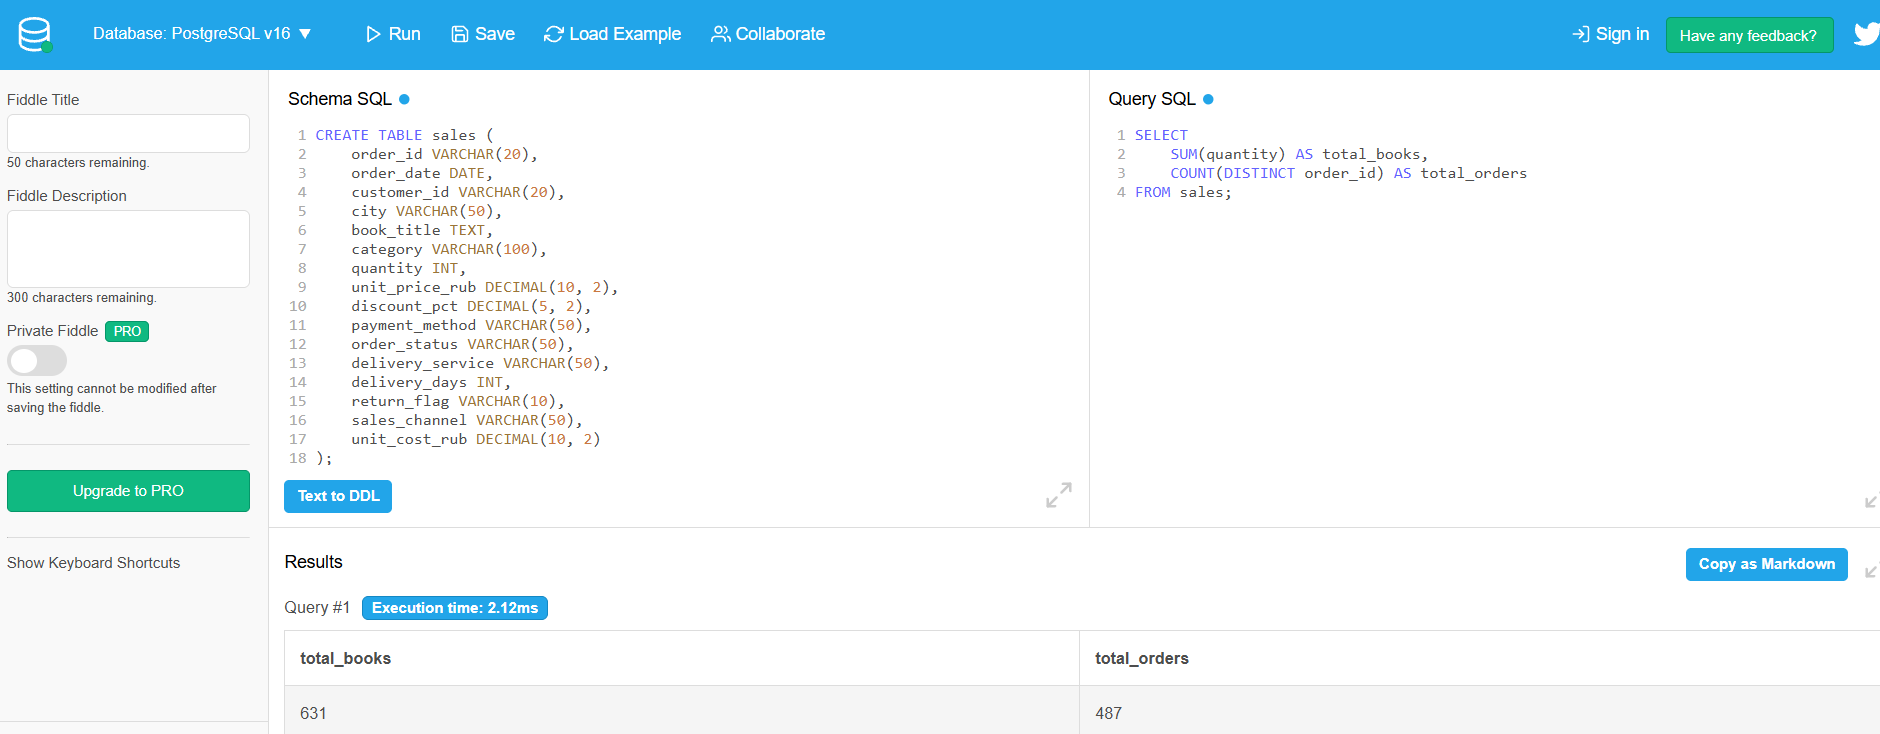 Database: PostgreSQL v16 ▼
Run
Save
Load Example
Collaborate
Sign in
Have any feedback?
Fiddle Title
50 characters remaining.
Fiddle Description
300 characters remaining.
Private Fiddle PRO
This setting cannot be modified after
saving the fiddle.
Upgrade to PRO
Show Keyboard Shortcuts
Schema SQL
1 CREATE TABLE sales (
2     order_id VARCHAR(20),
3     order_date DATE,
4     customer_id VARCHAR(20),
5     city VARCHAR(50),
6     book_title TEXT,
7     category VARCHAR(100),
8     quantity INT,
9     unit_price_rub DECIMAL(10, 2),
10     discount_pct DECIMAL(5, 2),
11     payment_method VARCHAR(50),
12     order_status VARCHAR(50),
13     delivery_service VARCHAR(50),
14     delivery_days INT,
15     return_flag VARCHAR(10),
16     sales_channel VARCHAR(50),
17     unit_cost_rub DECIMAL(10, 2)
18 );
Text to DDL
Query SQL
1 SELECT
2     SUM(quantity) AS total_books,
3     COUNT(DISTINCT order_id) AS total_orders
4 FROM sales;
Results
Copy as Markdown
Query #1 Execution time: 2.12ms
total_books total_orders
631 487